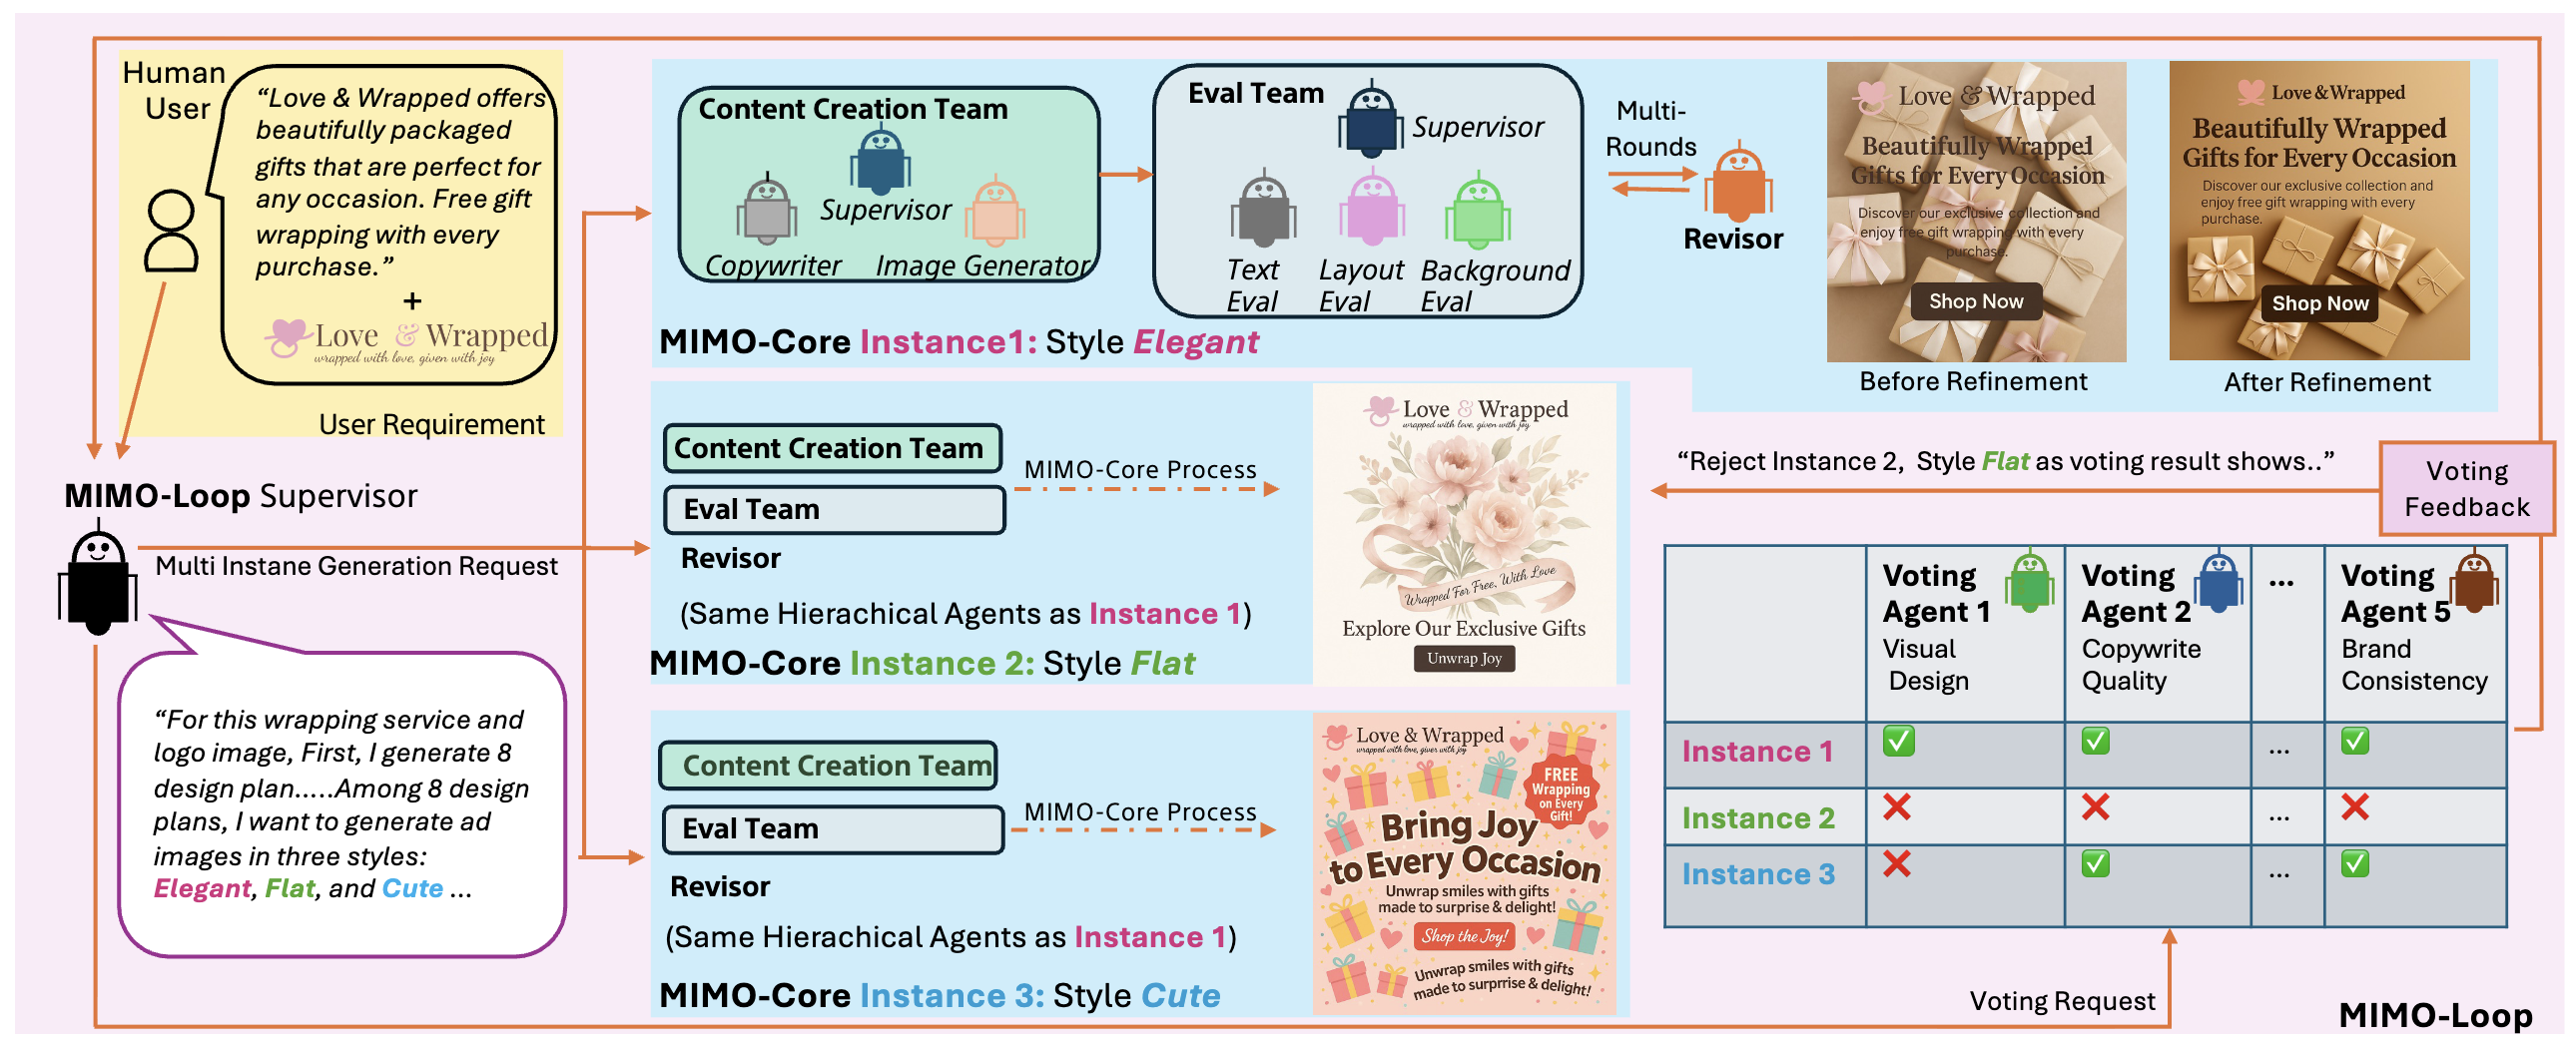 Human
User
“Love & Wrapped offers
beautifully packaged
gifts that are perfect for
any occasion. Free gift
wrapping with every
purchase.”
+
Love & Wrapped
wrapped with love, given with joy
User Requirement
MIMO-Loop Supervisor
Multi Instane Generation Request
“For this wrapping service and
logo image, First, I generate 8
design plan.....Among 8 design
plans, I want to generate ad
images in three styles:
Elegant, Flat, and Cute ...
Content Creation Team
Supervisor
Copywriter
Image Generator
Eval Team
Supervisor
Text
Eval
Layout
Eval
Background
Eval
Multi-
Rounds
Revisor
MIMO-Core Instance1: Style Elegant
Love & Wrapped
Beautifully Wrapped
Gifts for Every Occasion
Discover our exclusive collection and
enjoy free gift wrapping with every
purchase.
Shop Now
Before Refinement
Love &Wrapped
Beautifully Wrapped
Gifts for Every Occasion
Discover our exclusive collection and
enjoy free gift wrapping with every
purchase.
Shop Now
After Refinement
Content Creation Team
Eval Team
Revisor
MIMO-Core Process
(Same Hierachical Agents as Instance 1)
MIMO-Core Instance 2: Style Flat
Love & Wrapped
wrapped with love, given with joy
Wrapped For Free, With Love
Explore Our Exclusive Gifts
Unwrap Joy
Content Creation Team
Eval Team
Revisor
MIMO-Core Process
(Same Hierachical Agents as Instance 1)
MIMO-Core Instance 3: Style Cute
Love & Wrapped
wrapped with love, given with joy
FREE
Wrapping
on Every
Gift!
Bring Joy
to Every Occasion
Unwrap smiles with gifts
made to surprise & delight!
Shop the Joy!
Unwrap smiles with gifts
made to surprrise & delight!
“Reject Instance 2, Style Flat as voting result shows..”
Voting
Feedback
Voting
Agent 1
Visual
Design
Voting
Agent 2
Copywrite
Quality
...
Voting
Agent 5
Brand
Consistency
Instance 1 ✅ ✅ ... ✅
Instance 2 ❌ ❌ ... ❌
Instance 3 ❌ ✅ ... ✅
Voting Request
MIMO-Loop